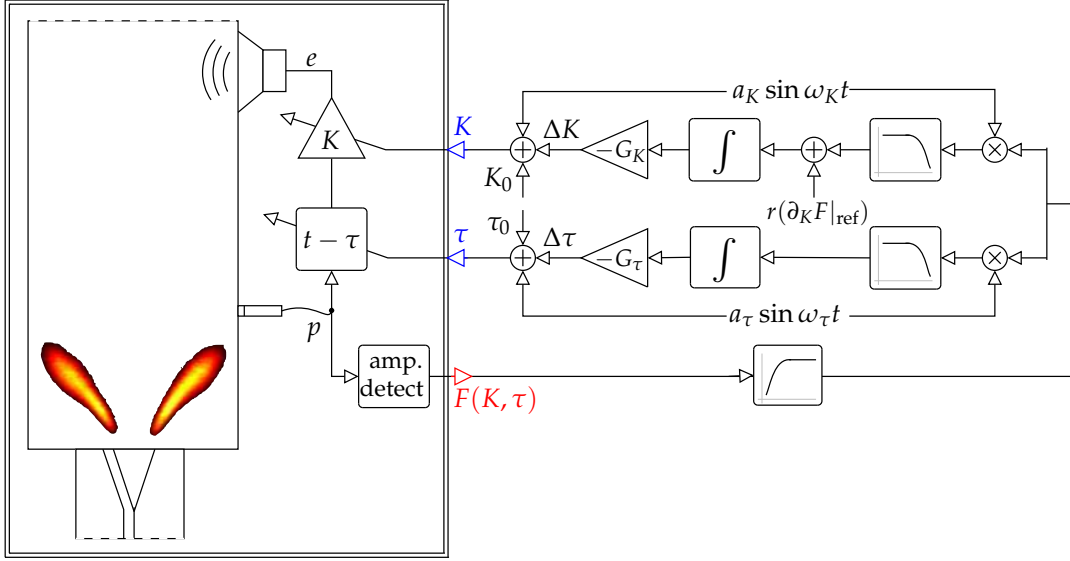 a_K sin ω_K t
e
K
K
ΔK
−G_K
∫
K_0
r(∂_K F|_ref)
τ_0
t − τ
τ
Δτ
−G_τ
∫
a_τ sin ω_τ t
p
amp.
detect
F(K, τ)